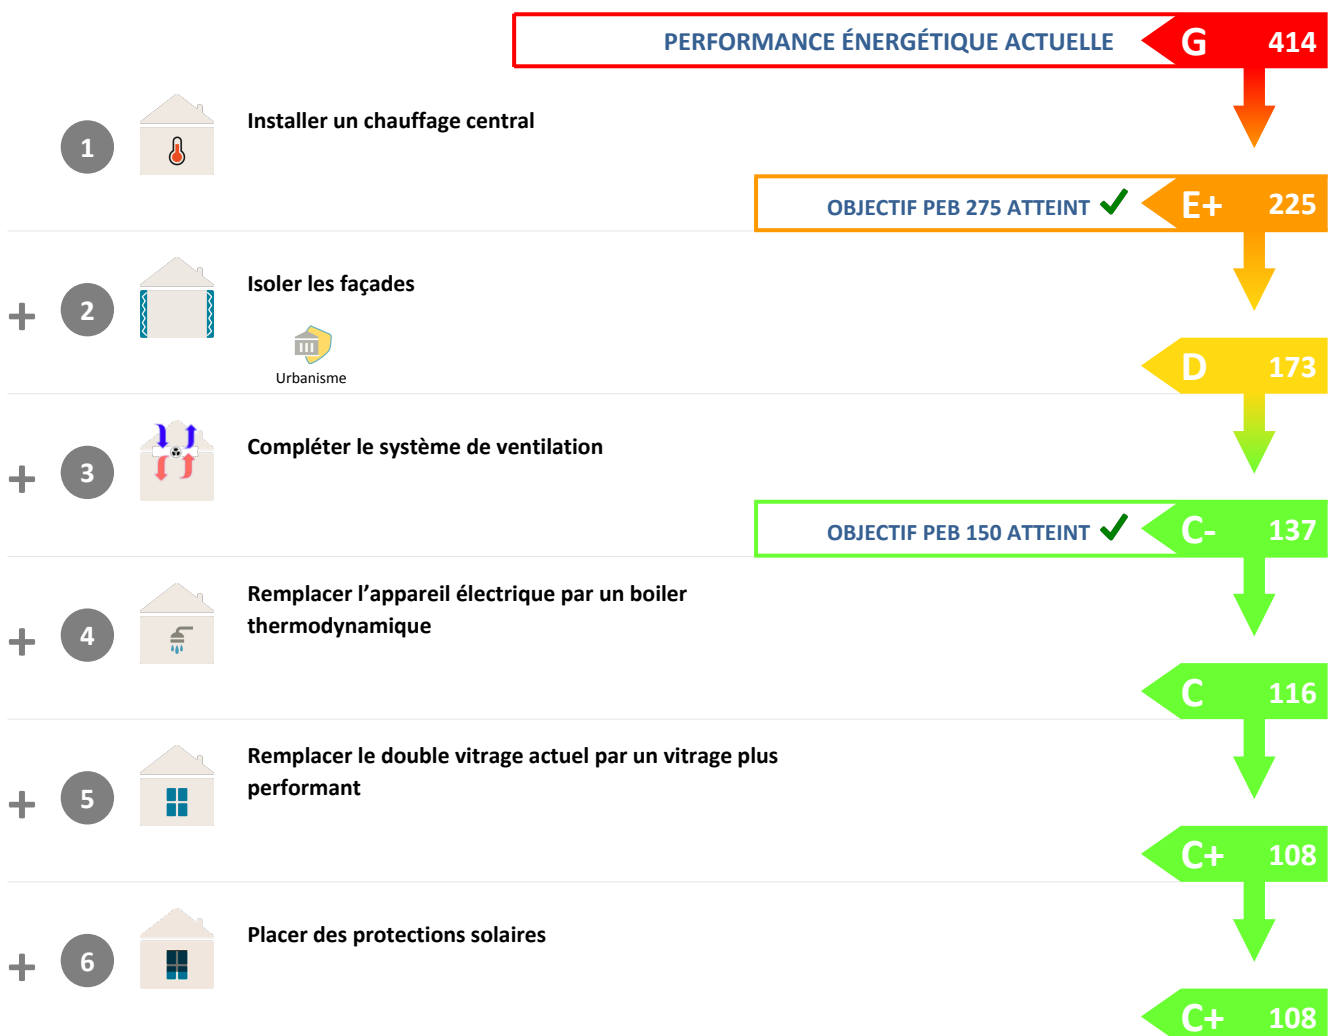 PERFORMANCE ÉNERGÉTIQUE ACTUELLE G 414
1 Installer un chauffage central
OBJECTIF PEB 275 ATTEINT E+ 225
+ 2 Isoler les façades
Urbanisme
D 173
+ 3 Compléter le système de ventilation
OBJECTIF PEB 150 ATTEINT C- 137
+ 4 Remplacer l’appareil électrique par un boiler
thermodynamique
C 116
+ 5 Remplacer le double vitrage actuel par un vitrage plus
performant
C+ 108
+ 6 Placer des protections solaires
C+ 108